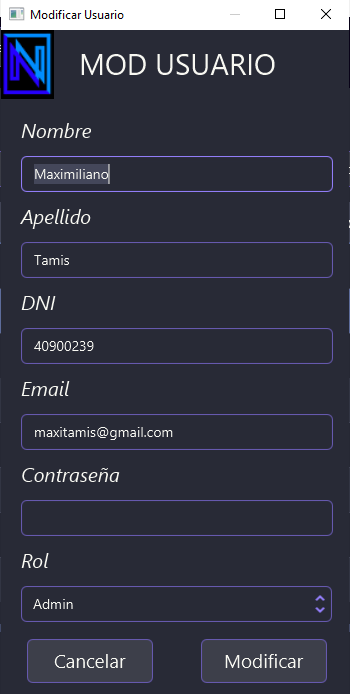 Modificar Usuario
MOD USUARIO
Nombre
Maximiliano
Apellido
Tamis
DNI
40900239
Email
maxitamis@gmail.com
Contraseña
Rol
Admin
Cancelar Modificar